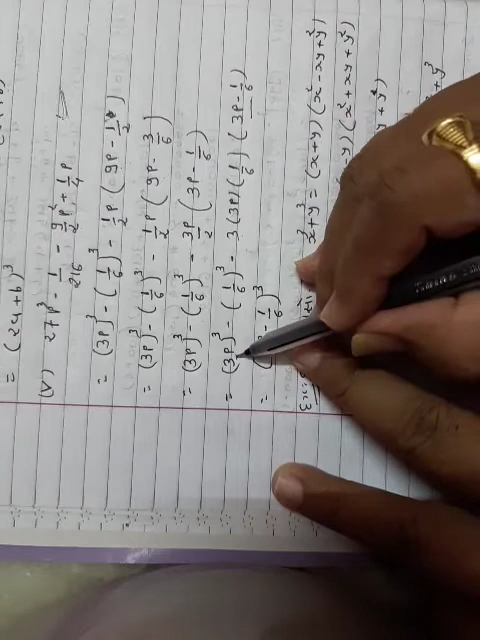 = (2a+b)³
(v) 27p³ - 1/216 - 9/2 p² + 1/4 p
= (3p)³ - (1/6)³ - 1/2 p (9p - 1/2)
= (3p)³ - (1/6)³ - 1/2 p (9p - 3/6)
= (3p)³ - (1/6)³ - 3p/2 (3p - 1/6)
= (3p)³ - (1/6)³ - 3(3p)(1/6)(3p - 1/6)
= - 1/6)³
x³+y³ = (x+y)(x²-xy+y²)
-y)(x²+xy+y²)